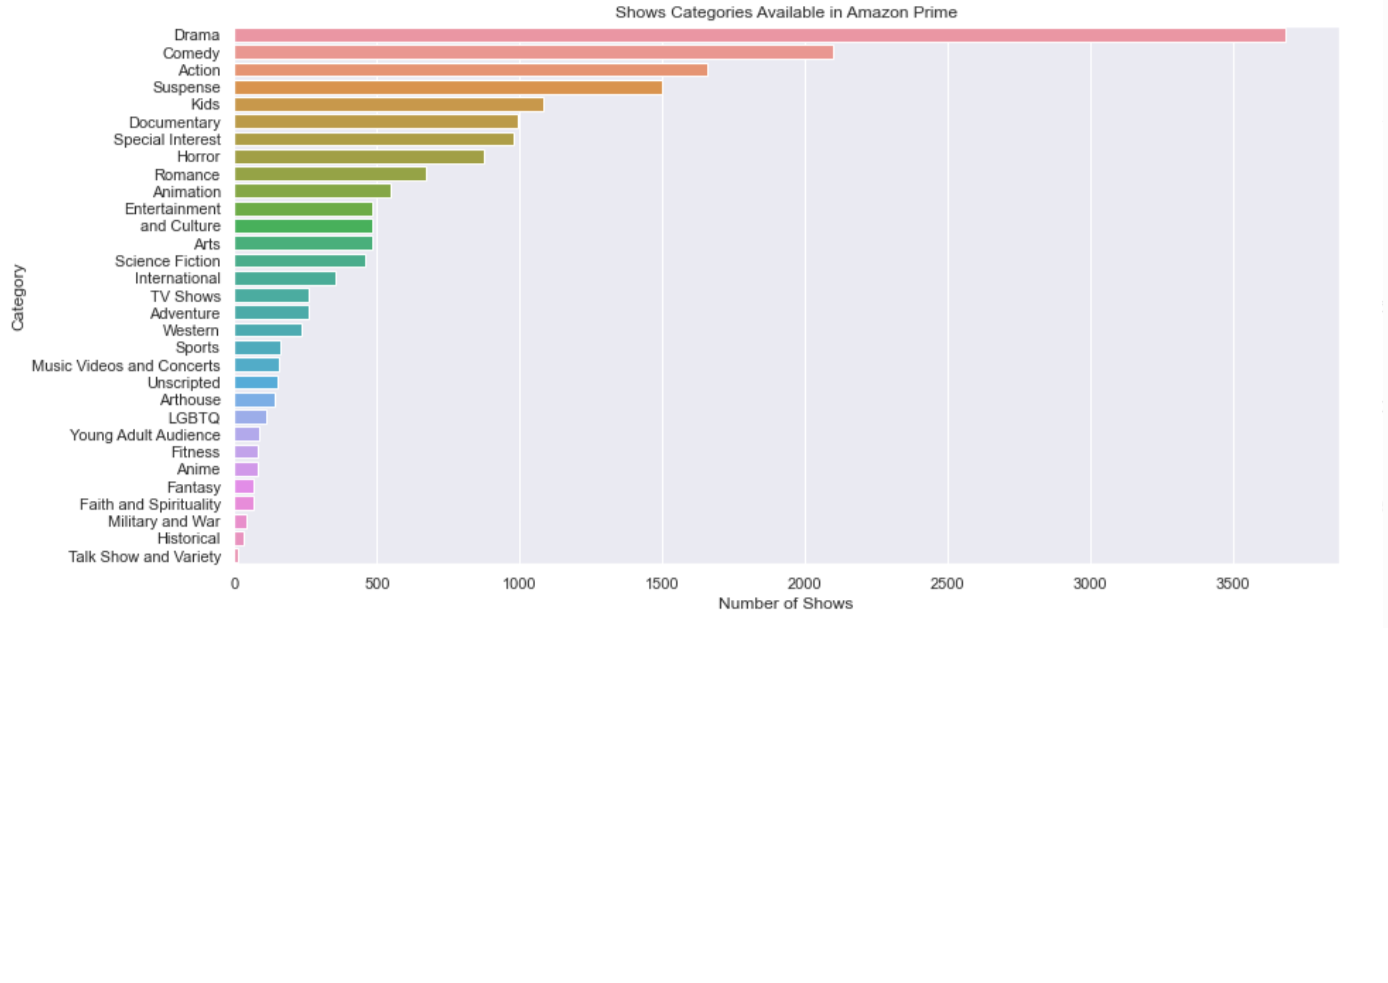 Shows Categories Available in Amazon Prime
Drama
Comedy
Action
Suspense
Kids
Documentary
Special Interest
Horror
Romance
Animation
Entertainment
and Culture
Arts
Science Fiction
International
TV Shows
Adventure
Western
Sports
Music Videos and Concerts
Unscripted
Arthouse
LGBTQ
Young Adult Audience
Fitness
Anime
Fantasy
Faith and Spirituality
Military and War
Historical
Talk Show and Variety
Category
0 500 1000 1500 2000 2500 3000 3500
Number of Shows